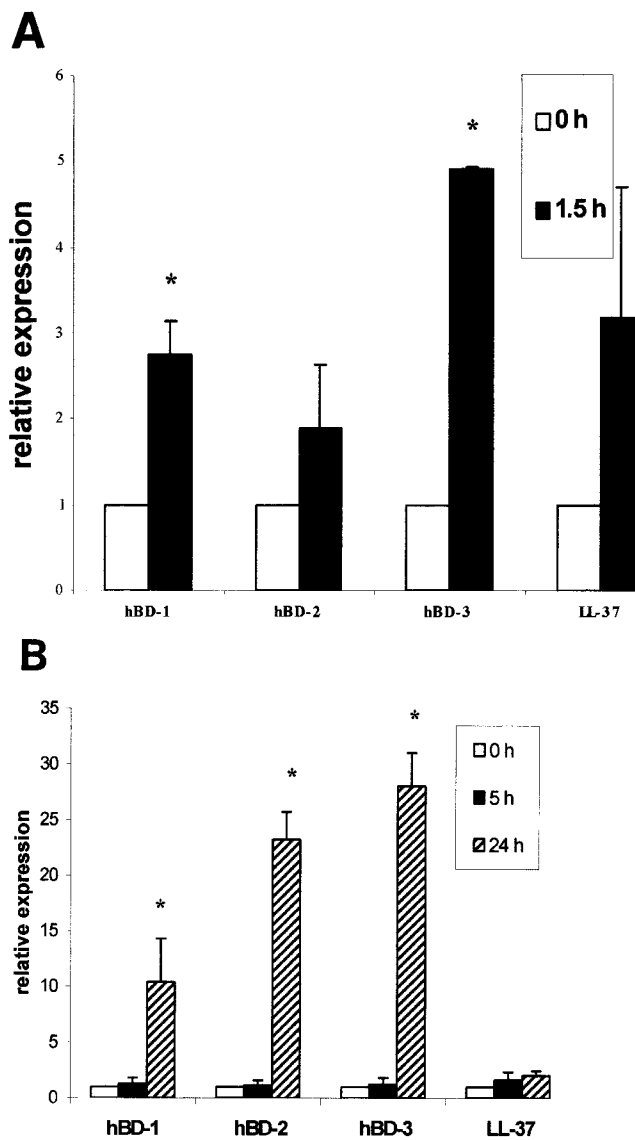 A
6
5
4
3
2
1
0
relative expression
*
*
0 h
1.5 h
hBD-1
hBD-2
hBD-3
LL-37
B
35
30
25
20
15
10
5
0
relative expression
*
*
*
0 h
5 h
24 h
hBD-1
hBD-2
hBD-3
LL-37